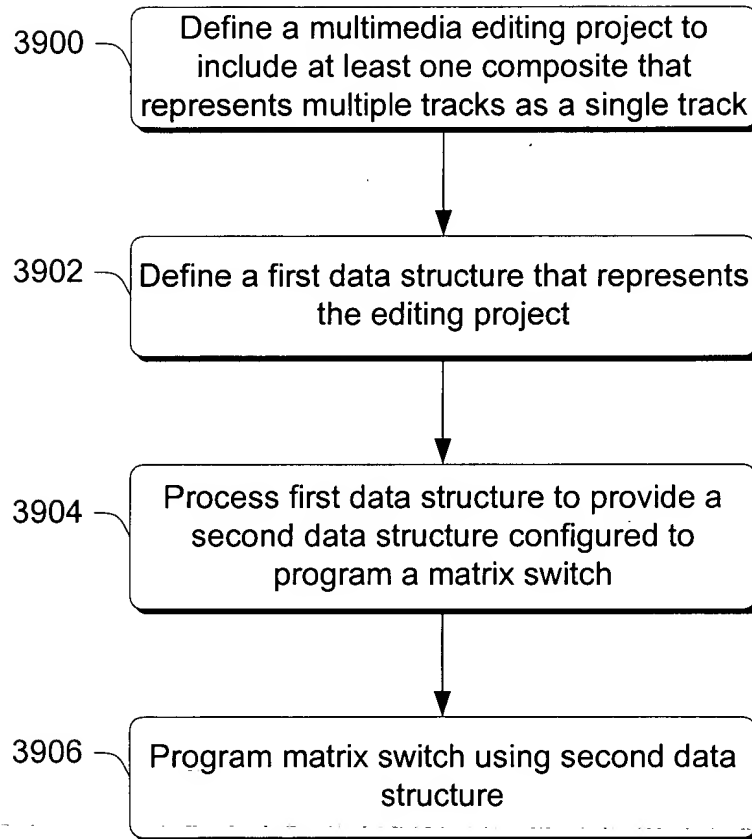 3900
Define a multimedia editing project to
include at least one composite that
represents multiple tracks as a single track
3902
Define a first data structure that represents
the editing project
3904
Process first data structure to provide a
second data structure configured to
program a matrix switch
3906
Program matrix switch using second data
structure